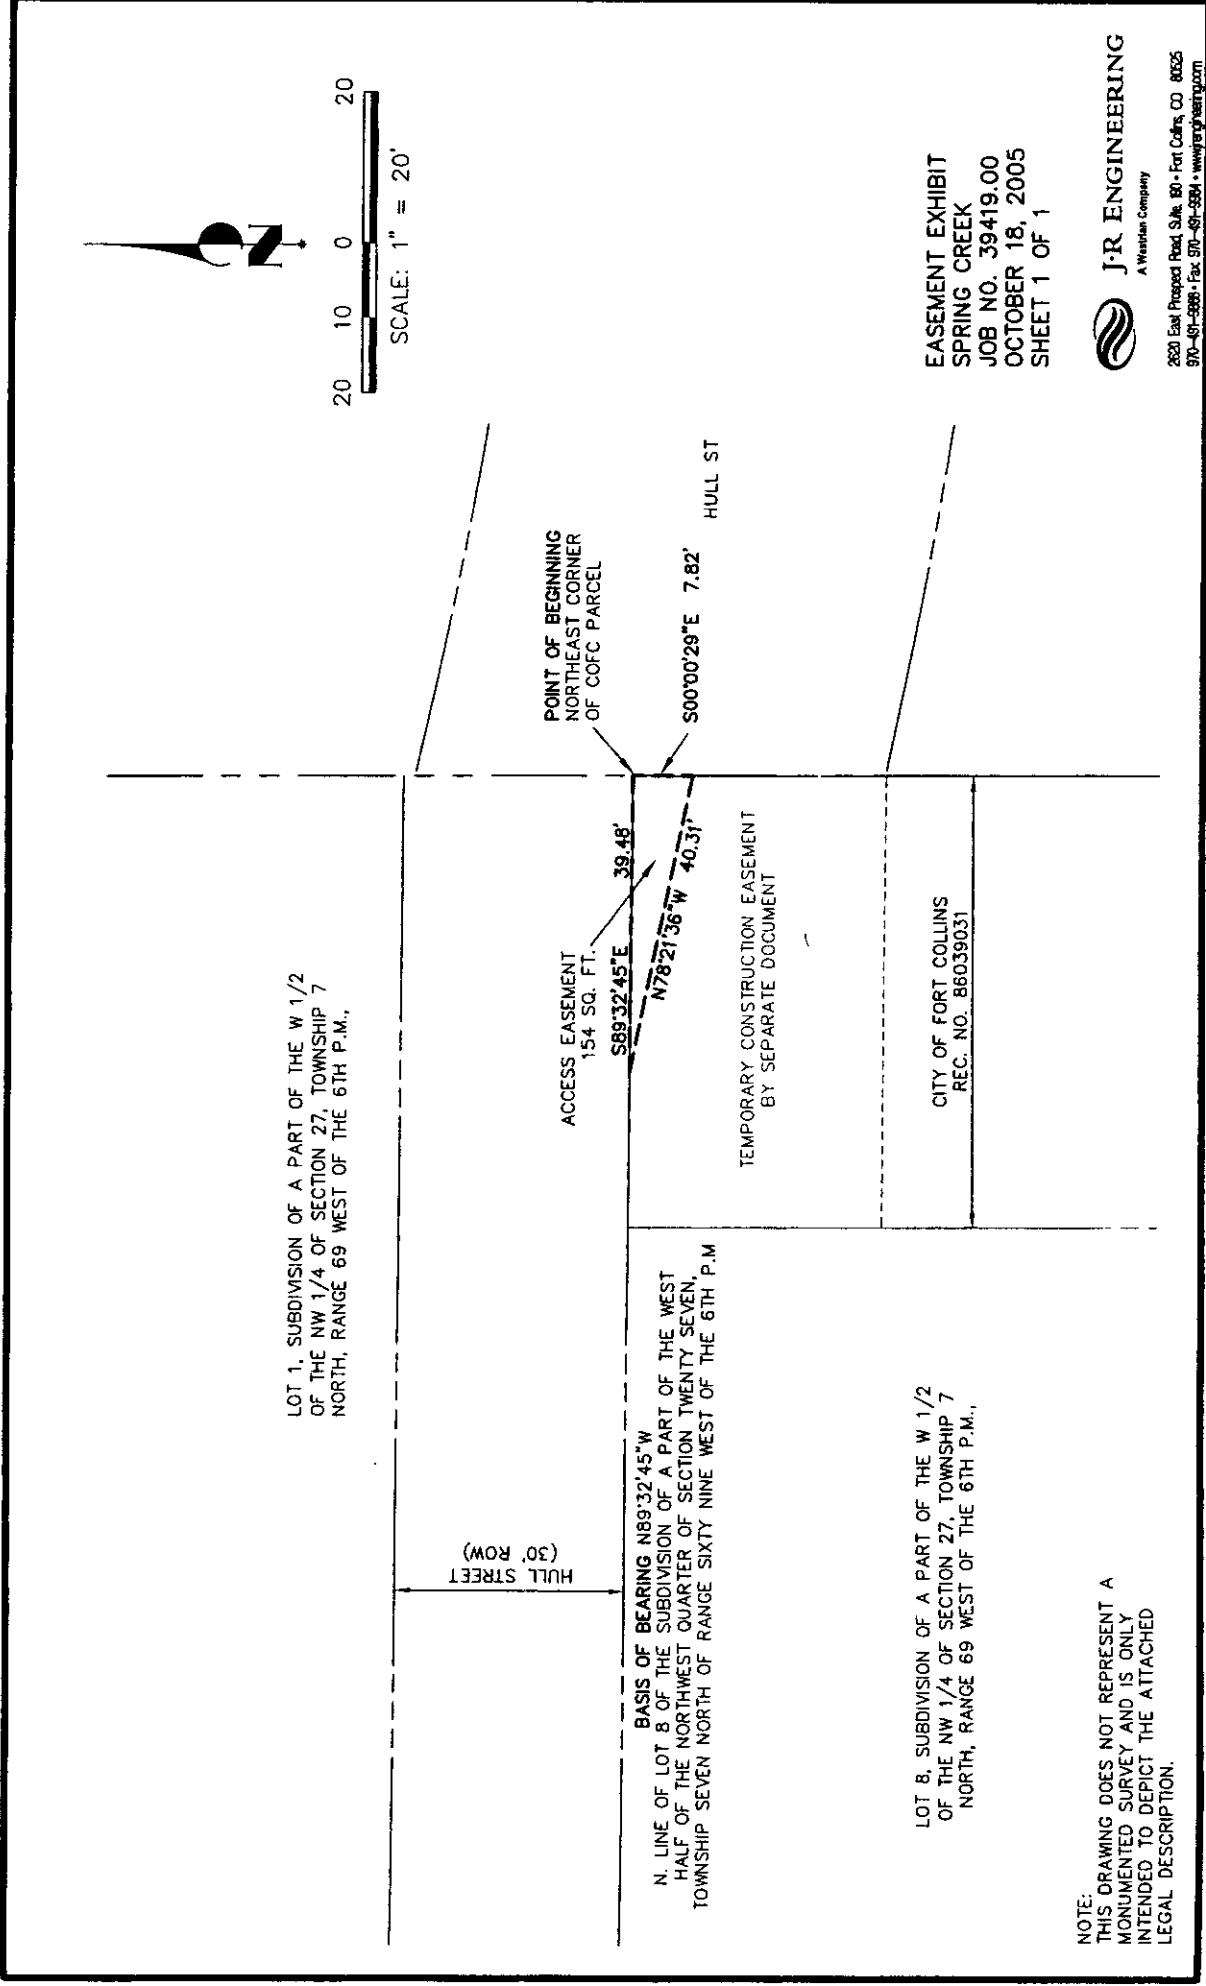 LOT 1, SUBDIVISION OF A PART OF THE W 1/2
OF THE NW 1/4 OF SECTION 27, TOWNSHIP 7
NORTH, RANGE 69 WEST OF THE 6TH P.M.,
N
20 10 0 20
SCALE: 1" = 20'
HULL STREET
(30' ROW)
POINT OF BEGINNING
NORTHEAST CORNER
OF COFC PARCEL
ACCESS EASEMENT
154 SQ. FT.
S89°32'45"E 39.48'
N78°21'36"W 40.31'
S00°00'29"E 7.82'
HULL ST
BASIS OF BEARING N89°32'45"W
N. LINE OF LOT 8 OF THE SUBDIVISION OF A PART OF THE WEST
HALF OF THE NORTHWEST QUARTER OF SECTION TWENTY SEVEN,
TOWNSHIP SEVEN NORTH OF RANGE SIXTY NINE WEST OF THE 6TH P.M
TEMPORARY CONSTRUCTION EASEMENT
BY SEPARATE DOCUMENT
CITY OF FORT COLLINS
REC. NO. 86039031
LOT 8, SUBDIVISION OF A PART OF THE W 1/2
OF THE NW 1/4 OF SECTION 27, TOWNSHIP 7
NORTH, RANGE 69 WEST OF THE 6TH P.M.,
NOTE:
THIS DRAWING DOES NOT REPRESENT A
MONUMENTED SURVEY AND IS ONLY
INTENDED TO DEPICT THE ATTACHED
LEGAL DESCRIPTION.
EASEMENT EXHIBIT
SPRING CREEK
JOB NO. 39419.00
OCTOBER 18, 2005
SHEET 1 OF 1
J·R ENGINEERING
A Westrian Company
2620 East Prospect Road, Suite 190 • Fort Collins, CO 80525
970-491-9888 • Fax 970-491-9984 • www.jrengineering.com